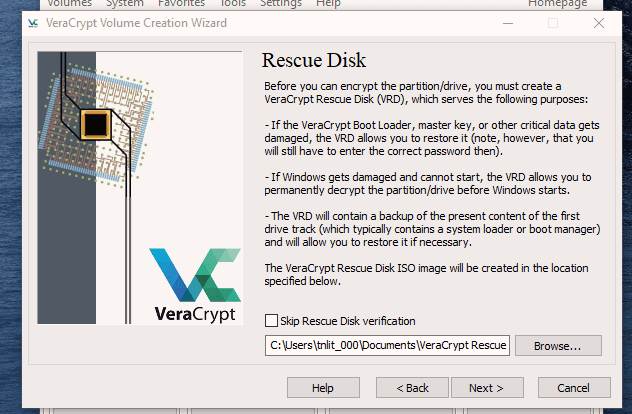 Volumes System Favorites Tools Settings Help Homepage
VeraCrypt Volume Creation Wizard
Rescue Disk
Before you can encrypt the partition/drive, you must create a
VeraCrypt Rescue Disk (VRD), which serves the following purposes:
- If the VeraCrypt Boot Loader, master key, or other critical data gets
damaged, the VRD allows you to restore it (note, however, that you
will still have to enter the correct password then).
- If Windows gets damaged and cannot start, the VRD allows you to
permanently decrypt the partition/drive before Windows starts.
- The VRD will contain a backup of the present content of the first
drive track (which typically contains a system loader or boot manager)
and will allow you to restore it if necessary.
The VeraCrypt Rescue Disk ISO image will be created in the location
specified below.
VeraCrypt
Skip Rescue Disk verification
C:\Users\tnlit_000\Documents\VeraCrypt Rescue
Browse...
Help
< Back
Next >
Cancel